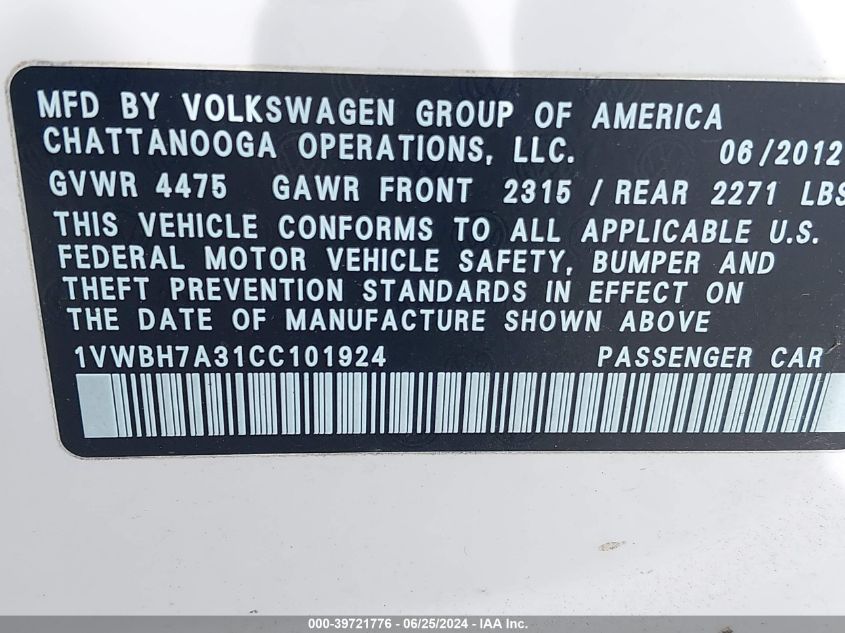 MFD BY VOLKSWAGEN GROUP OF AMERICA
CHATTANOOGA OPERATIONS, LLC. 06/2012
GVWR 4475 GAWR FRONT 2315 / REAR 2271 LBS
THIS VEHICLE CONFORMS TO ALL APPLICABLE U.S.
FEDERAL MOTOR VEHICLE SAFETY, BUMPER AND
THEFT PREVENTION STANDARDS IN EFFECT ON
THE DATE OF MANUFACTURE SHOWN ABOVE
1VWBH7A31CC101924 PASSENGER CAR
000-39721776 - 06/25/2024 - IAA Inc.